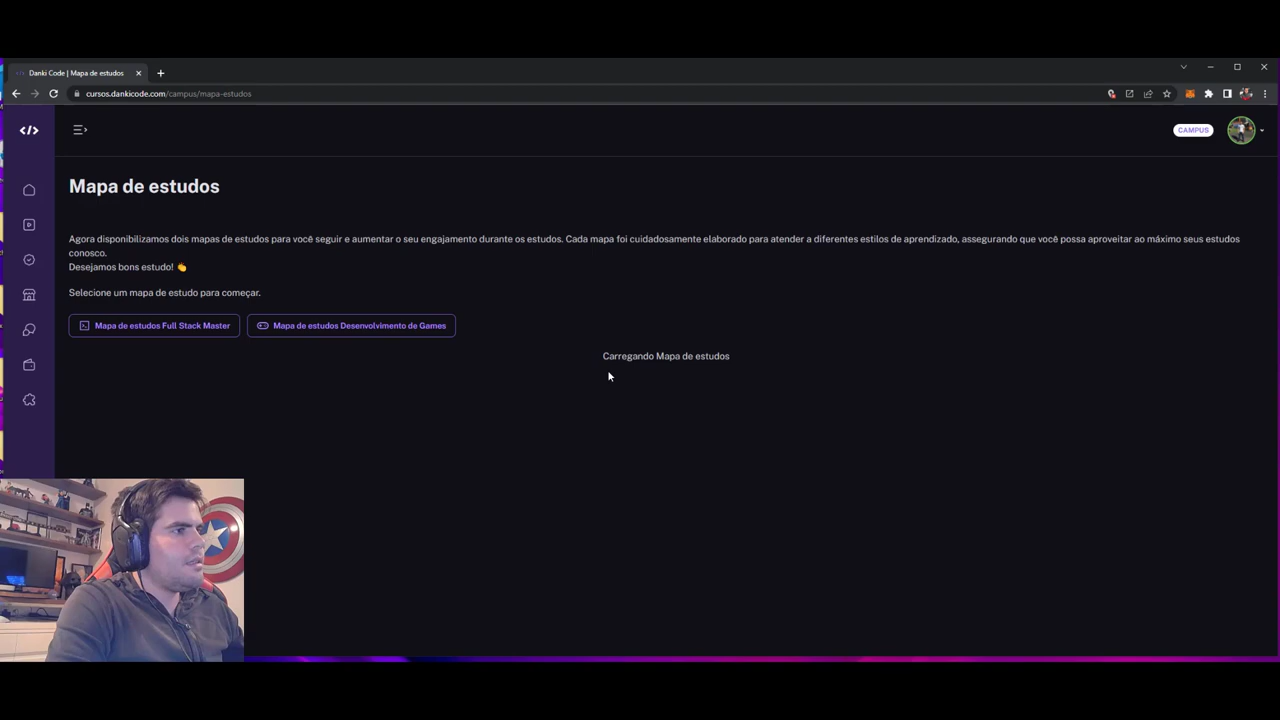 Danki Code | Mapa de estudos
cursos.dankicode.com/campus/mapa-estudos
</>
CAMPUS
Mapa de estudos
Agora disponibilizamos dois mapas de estudos para você seguir e aumentar o seu engajamento durante os estudos. Cada mapa foi cuidadosamente elaborado para atender a diferentes estilos de aprendizado, assegurando que você possa aproveitar ao máximo seus estudos
conosco.
Desejamos bons estudo! 👏
Selecione um mapa de estudo para começar.
Mapa de estudos Full Stack Master
Mapa de estudos Desenvolvimento de Games
Carregando Mapa de estudos